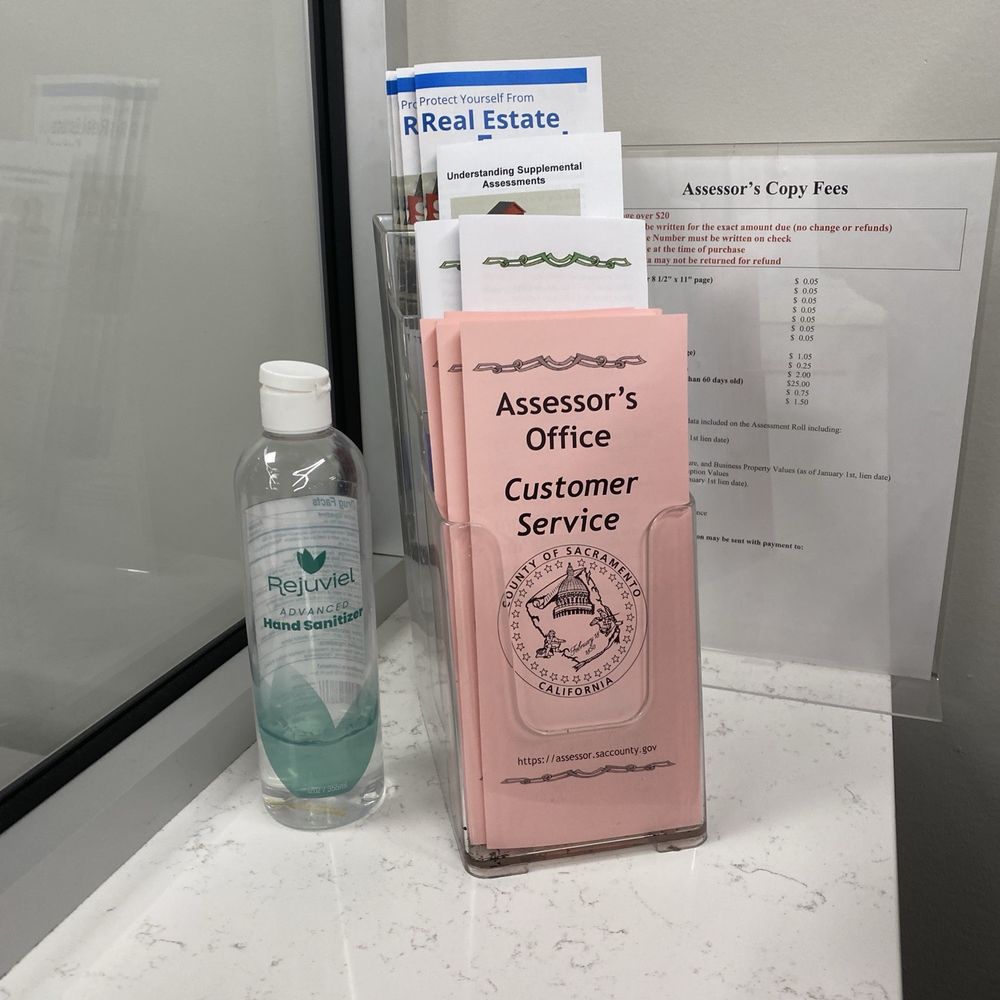 Protect Yourself From
Real Estate
Pro
R
Understanding Supplemental
Assessments
Assessor's
Office
Customer
Service
COUNTY OF SACRAMENTO
February 18
1850
CALIFORNIA
https://assessor.saccounty.gov
Drug Facts
Rejuviel
ADVANCED
Hand Sanitizer
Assessor's Copy Fees
over $20
be written for the exact amount due (no change or refunds)
Number must be written on check
at the time of purchase
may not be returned for refund
8 1/2" x 11" page)
$ 0.05
$ 0.05
$ 0.05
$ 0.05
$ 0.05
$ 0.05
$ 0.05
$ 1.05
$ 0.25
$ 2.00
than 60 days old) $25.00
$ 0.75
$ 1.50
data included on the Assessment Roll including:
1st lien date)
and Business Property Values (as of January 1st, lien date)
Values
1st, lien date).
may be sent with payment to: